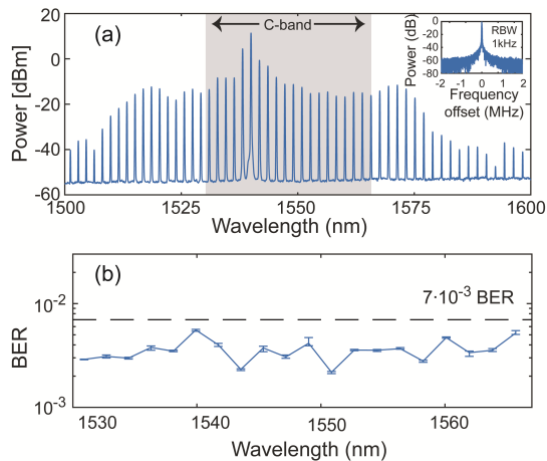 (a)
C-band
20
0
-20
-40
-60
Power [dBm]
1500
1525
1550
1575
1600
Wavelength (nm)
RBW
1kHz
0
-20
-40
-60
-80
Power (dB)
-2
-1
0
1
2
Frequency
offset (MHz)
(b)
7·10⁻³ BER
10⁻²
10⁻³
BER
1530
1540
1550
1560
Wavelength (nm)